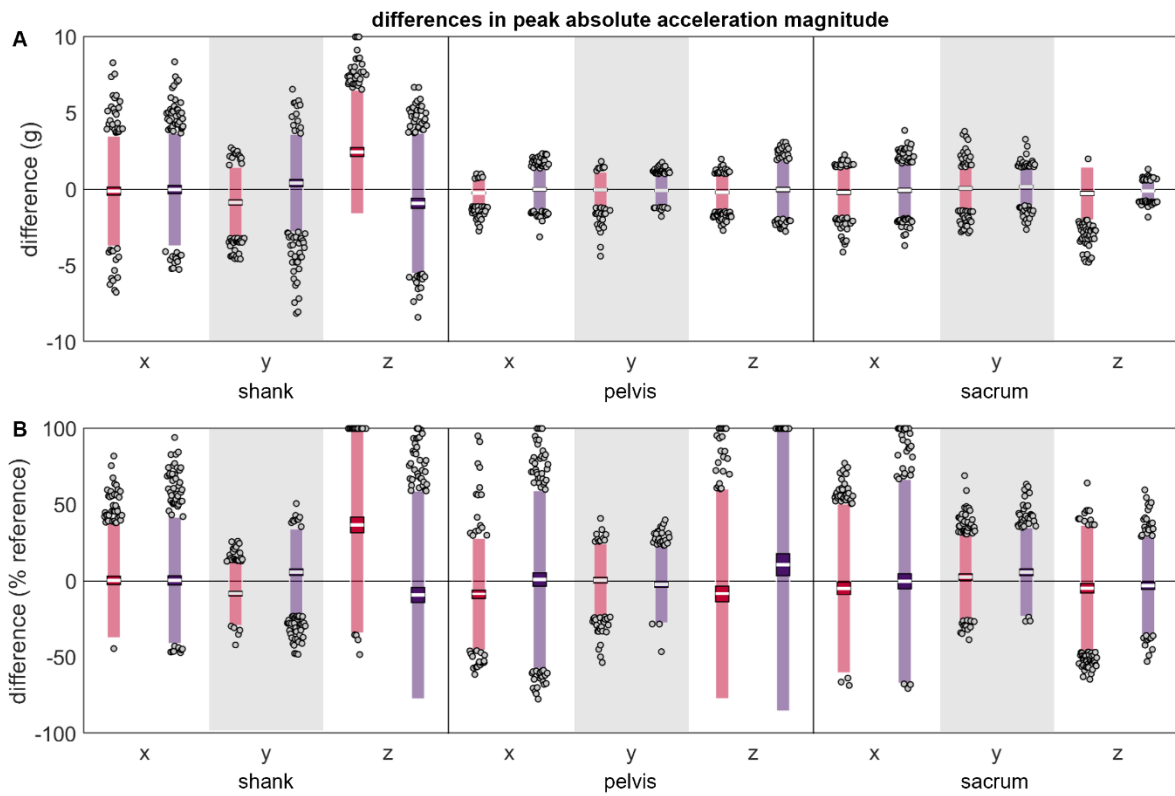 differences in peak absolute acceleration magnitude
A
difference (g)
10
5
0
-5
-10
x y z x y z x y z
shank pelvis sacrum
B
difference (% reference)
100
50
0
-50
-100
x y z x y z x y z
shank pelvis sacrum